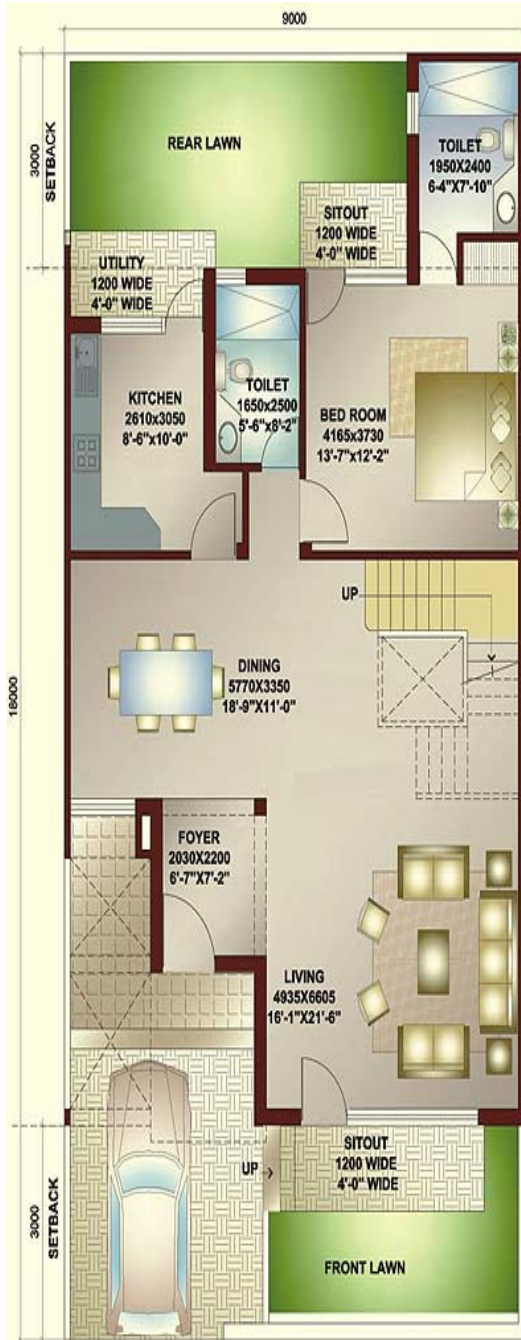 9000
3000
SETBACK
REAR LAWN
TOILET
1950X2400
6-4"X7'-10"
SITOUT
1200 WIDE
4'-0" WIDE
UTILITY
1200 WIDE
4'-0" WIDE
TOILET
1650x2500
5'-6"x8'-2"
KITCHEN
2610x3050
8'-6"x10'-0"
BED ROOM
4165x3730
13'-7"x12'-2"
UP
DINING
5770X3350
18'-9"X11'-0"
18000
FOYER
2030X2200
6'-7"X7'-2"
LIVING
4935X6605
16'-1"X21'-6"
SITOUT
1200 WIDE
4'-0" WIDE
UP
3000
SETBACK
FRONT LAWN